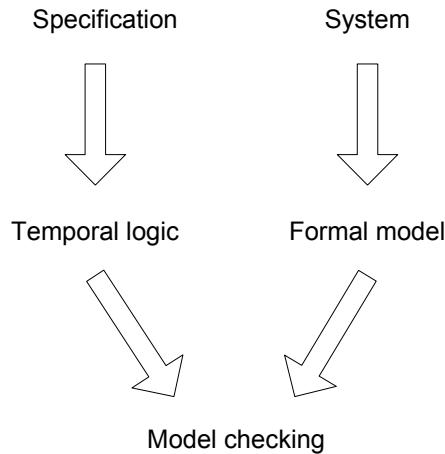 Specification
System
Temporal logic
Formal model
Model checking